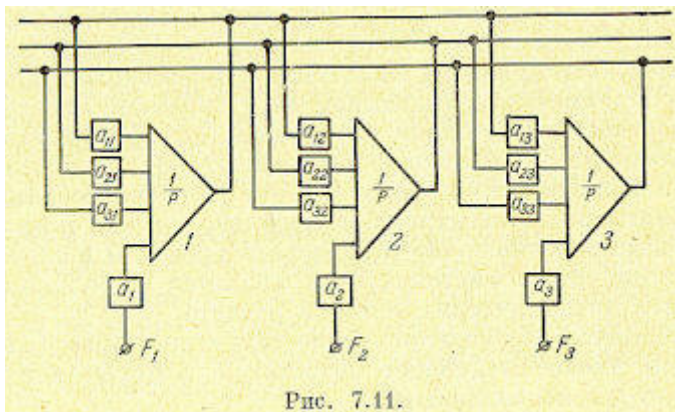 a11 a12 a13
a21 1/p a22 1/p a23 1/p
a31 a32 a33
1 2 3
a1 a2 a3
F1 F2 F3
Рис. 7.11.